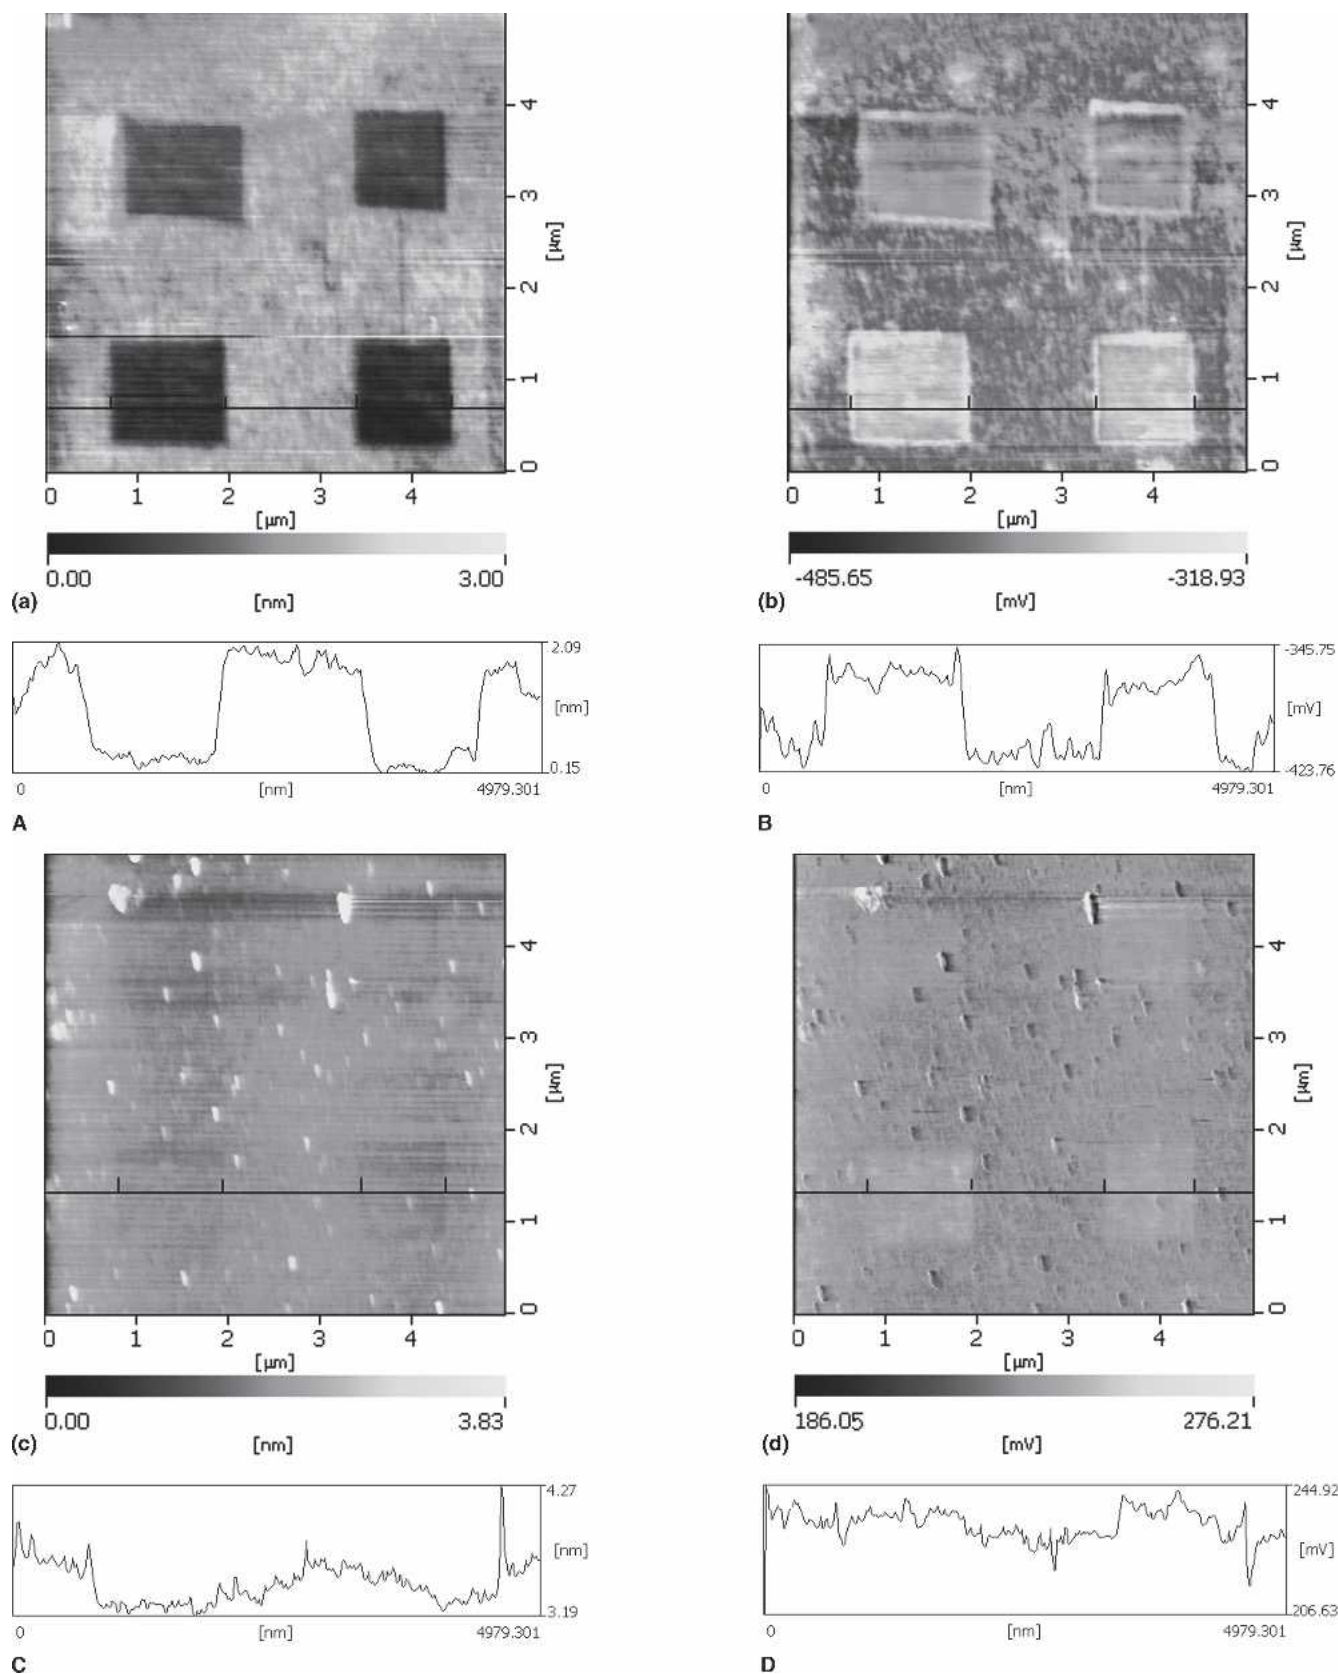 4
3
2
1
0
[µm]
0 1 2 3 4
[µm]
0.00 3.00
(a) [nm]
4
3
2
1
0
[µm]
0 1 2 3 4
[µm]
-485.65 -318.93
(b) [mV]
2.09
[nm]
0.15
0 [nm] 4979.301
A
-345.75
[mV]
-423.76
0 [nm] 4979.301
B
4
3
2
1
0
[µm]
0 1 2 3 4
[µm]
0.00 3.83
(c) [nm]
4
3
2
1
0
[µm]
0 1 2 3 4
[µm]
186.05 276.21
(d) [mV]
4.27
[nm]
3.19
0 [nm] 4979.301
C
244.92
[mV]
206.63
0 [nm] 4979.301
D